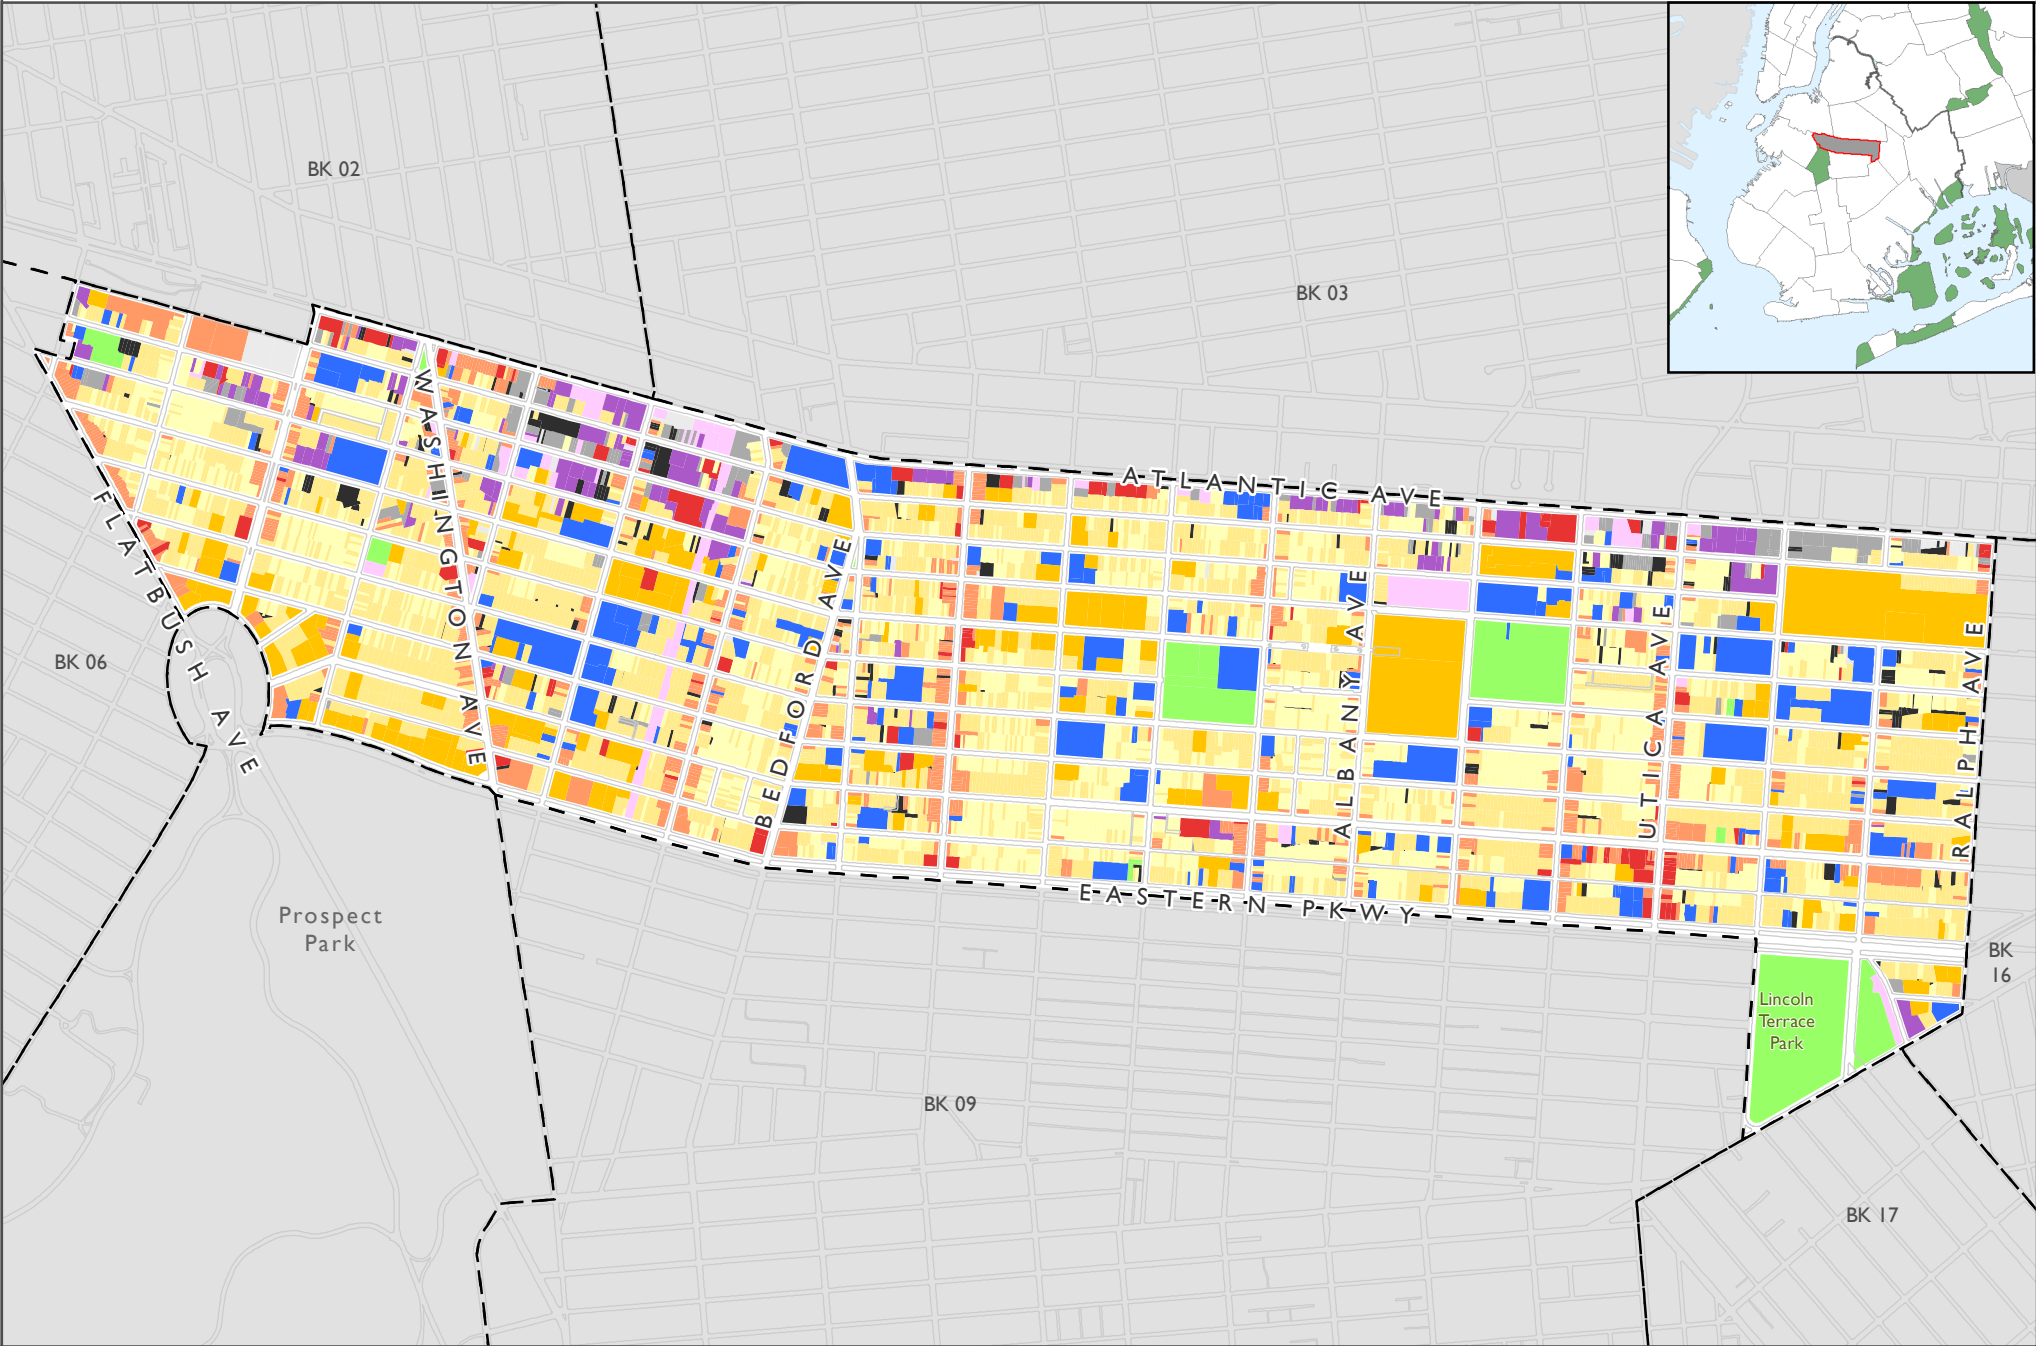 BK 02
BK 03
ATLANTIC AVE
WASHINGTON AVE
FLATBUSH AVE
BEDFORD AVE
ALBANY AVE
UTICA AVE
RALPH AVE
BK 06
EASTERN PKWY
Prospect
Park
BK
16
Lincoln
Terrace
Park
BK 09
BK 17